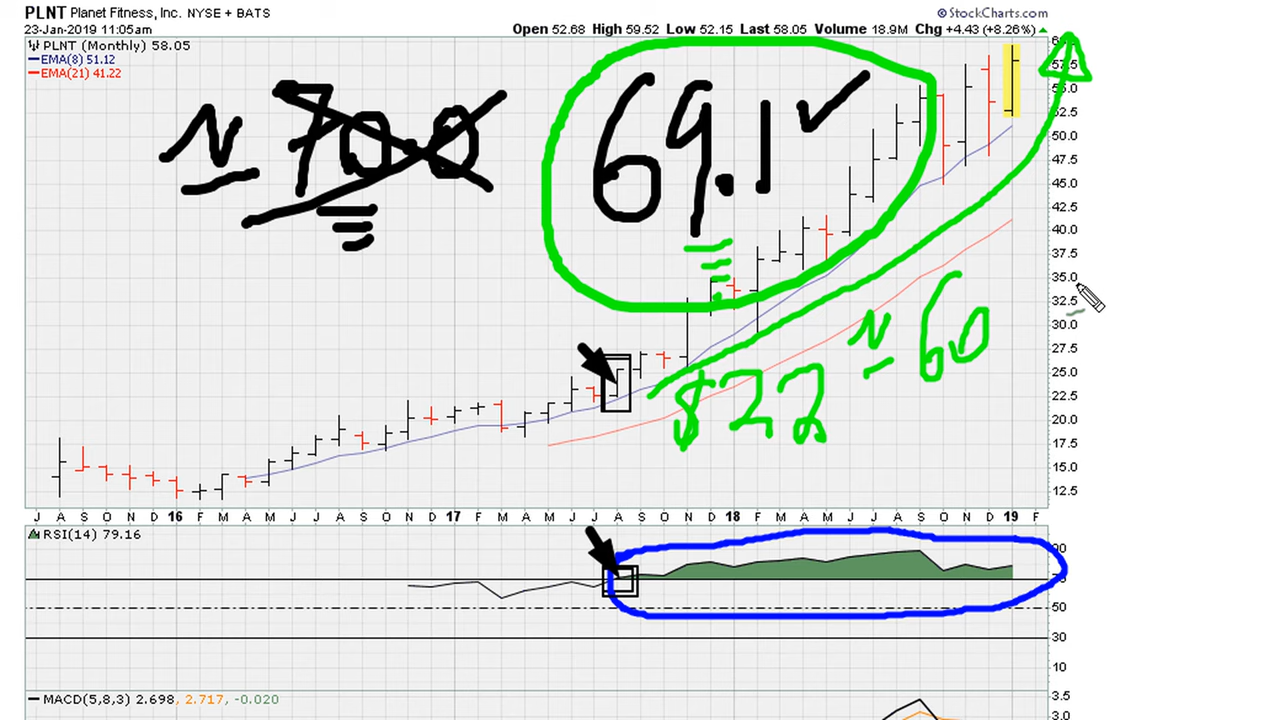 PLNT Planet Fitness, Inc. NYSE + BATS
© StockCharts.com
23-Jan-2019 11:05am
Open 52.68 High 59.52 Low 52.15 Last 58.05 Volume 18.9M Chg +4.43 (+8.26%)
PLNT (Monthly) 58.05
EMA(8) 51.12
EMA(21) 41.22
~ 70.0
69.1 ✓
$22 ~ 60
57.5
52.5
50.0
47.5
45.0
42.5
40.0
37.5
35.0
32.5
30.0
27.5
25.0
22.5
20.0
17.5
15.0
12.5
J A S O N D 16 F M A M J J A S O N D 17 F M A M J J A S O N D 18 F M A M J J A S O N D 19 F
RSI(14) 79.16
90
50
30
10
MACD(5,8,3) 2.698, 2.717, -0.020
3.5
3.0